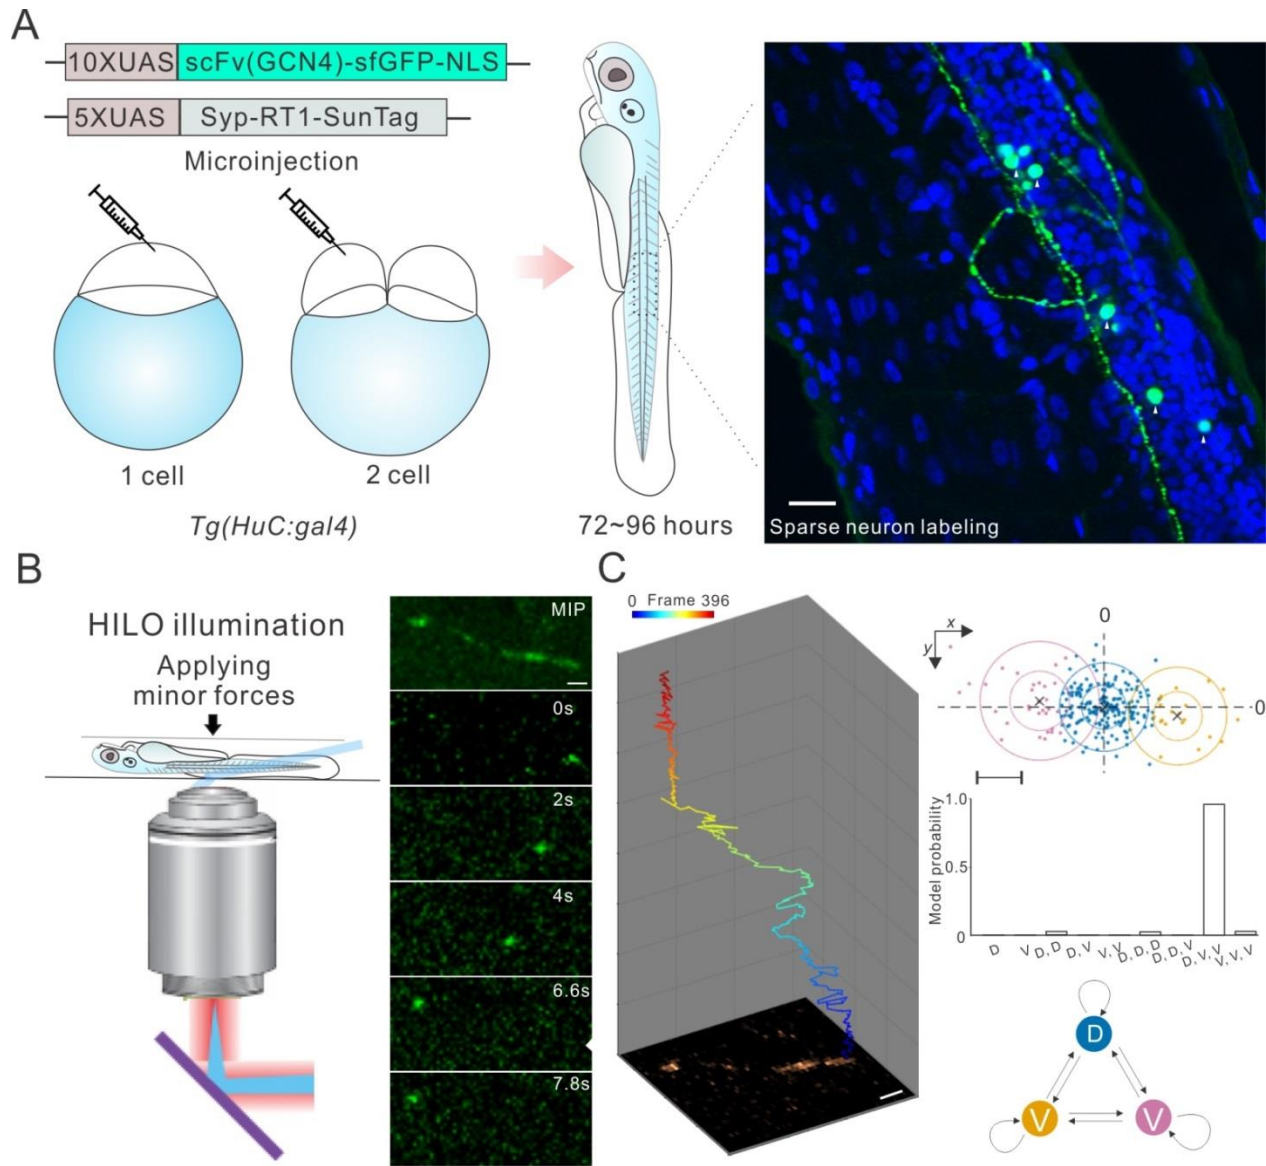 A
10XUAS scFv(GCN4)-sfGFP-NLS
5XUAS Syp-RT1-SunTag
Microinjection
1 cell
2 cell
Tg(HuC:gal4)
72~96 hours
Sparse neuron labeling
B
HILO illumination
Applying
minor forces
MIP
0s
2s
4s
6.6s
7.8s
C
0 Frame 396
x
y
0
0
Model probability
1.0
0.5
0
D
V
D, D
D, V
V, V
D, D, D
D, D, V
D, V, V
V, V, V
D
V
V